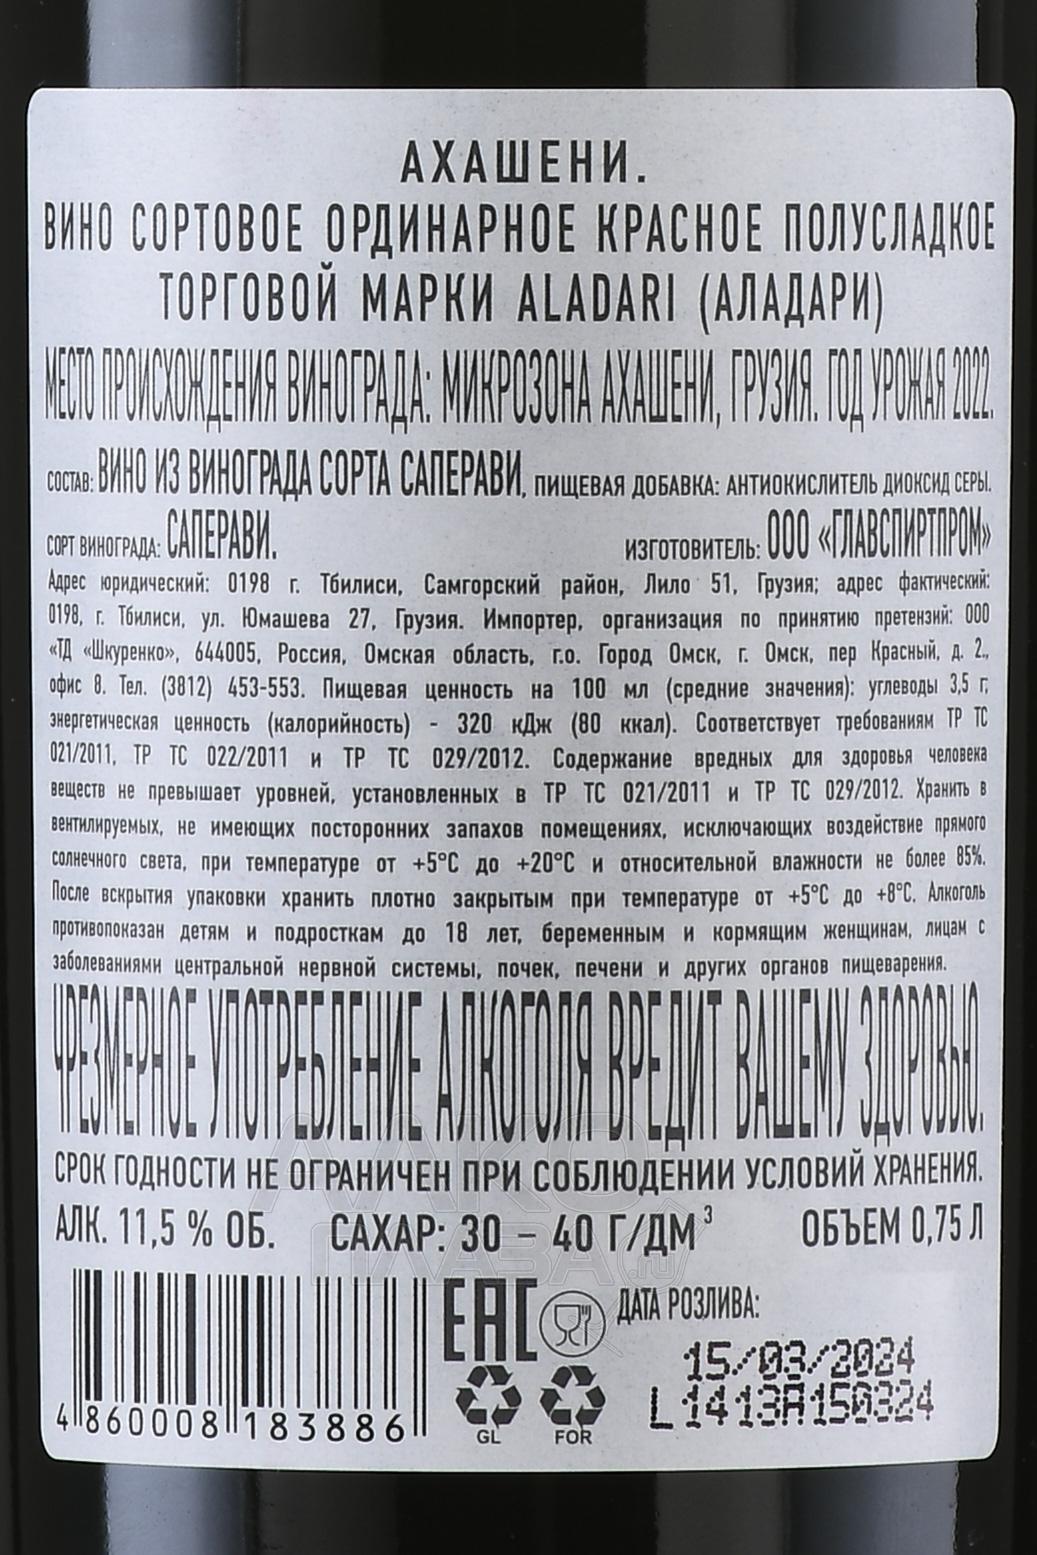 АХАШЕНИ.
ВИНО СОРТОВОЕ ОРДИНАРНОЕ КРАСНОЕ ПОЛУСЛАДКОЕ
ТОРГОВОЙ МАРКИ ALADARI (АЛАДАРИ)
МЕСТО ПРОИСХОЖДЕНИЯ ВИНОГРАДА: МИКРОЗОНА АХАШЕНИ, ГРУЗИЯ. ГОД УРОЖАЯ 2022.
СОСТАВ: ВИНО ИЗ ВИНОГРАДА СОРТА САПЕРАВИ, ПИЩЕВАЯ ДОБАВКА: АНТИОКИСЛИТЕЛЬ ДИОКСИД СЕРЫ.
СОРТ ВИНОГРАДА: САПЕРАВИ. ИЗГОТОВИТЕЛЬ: ООО «ГЛАВСПИРТПРОМ»
Адрес юридический: 0198 г. Тбилиси, Самгорский район, Лило 51, Грузия; адрес фактический:
0198, г. Тбилиси, ул. Юмашева 27, Грузия. Импортер, организация по принятию претензий: ООО
«ТД «Шкуренко», 644005, Россия, Омская область, г.о. Город Омск, г. Омск, пер Красный, д. 2.,
офис 8. Тел. (3812) 453-553. Пищевая ценность на 100 мл (средние значения): углеводы 3,5 г,
энергетическая ценность (калорийность) - 320 кДж (80 ккал). Соответствует требованиям ТР ТС
021/2011, ТР ТС 022/2011 и ТР ТС 029/2012. Содержание вредных для здоровья человека
веществ не превышает уровней, установленных в ТР ТС 021/2011 и ТР ТС 029/2012. Хранить в
вентилируемых, не имеющих посторонних запахов помещениях, исключающих воздействие прямого
солнечного света, при температуре от +5°С до +20°С и относительной влажности не более 85%.
После вскрытия упаковки хранить плотно закрытым при температуре от +5°С до +8°С. Алкоголь
противопоказан детям и подросткам до 18 лет, беременным и кормящим женщинам, лицам с
заболеваниями центральной нервной системы, почек, печени и других органов пищеварения.
ЧРЕЗМЕРНОЕ УПОТРЕБЛЕНИЕ АЛКОГОЛЯ ВРЕДИТ ВАШЕМУ ЗДОРОВЬЮ.
СРОК ГОДНОСТИ НЕ ОГРАНИЧЕН ПРИ СОБЛЮДЕНИИ УСЛОВИЙ ХРАНЕНИЯ.
АЛК. 11,5 % ОБ. САХАР: 30 – 40 Г/ДМ³ ОБЪЕМ 0,75 Л
АЛКО
ПЛАЗА.ru
EAC ДАТА РОЗЛИВА:
15/03/2024
L1413A150324
4 860008 183886
GL FOR